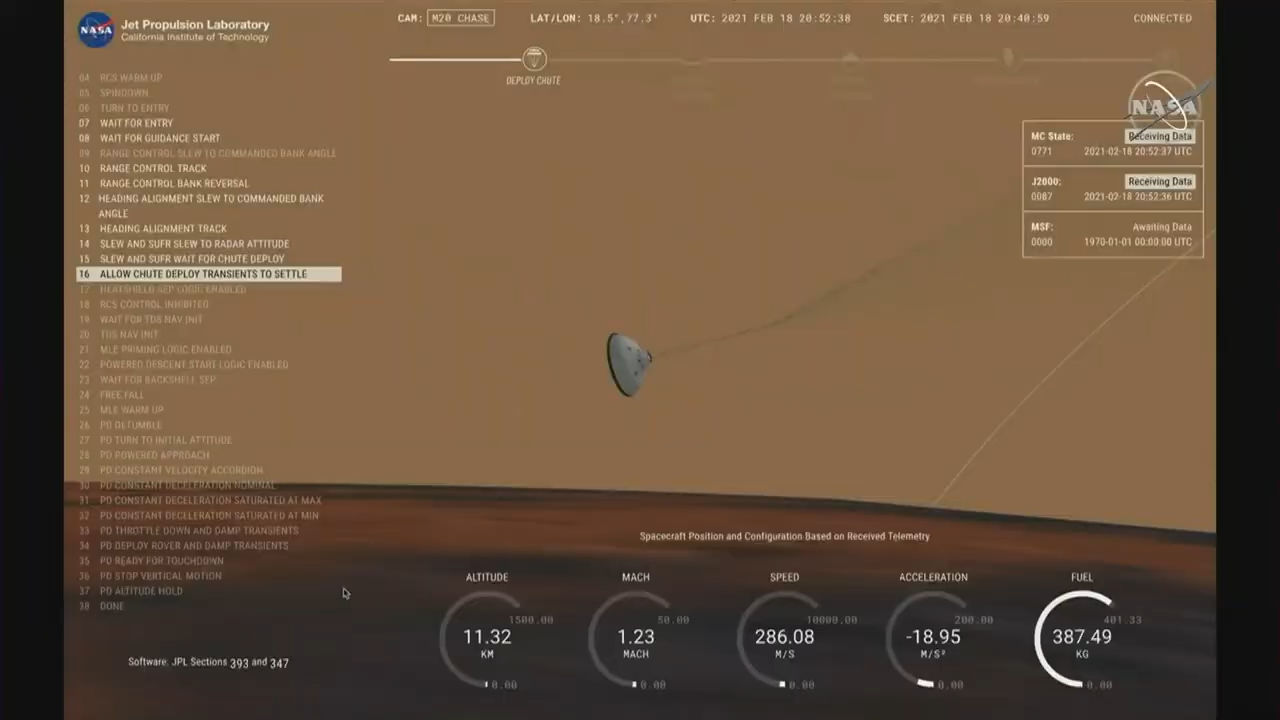 NASA
Jet Propulsion Laboratory
California Institute of Technology
CAM: M20 CHASE
LAT/LON: 18.5°,77.3°
UTC: 2021 FEB 18 20:52:38
SCET: 2021 FEB 18 20:40:59
CONNECTED
DEPLOY CHUTE
NASA
04 RCS WARM UP
05 SPINDOWN
06 TURN TO ENTRY
07 WAIT FOR ENTRY
08 WAIT FOR GUIDANCE START
09 RANGE CONTROL SLEW TO COMMANDED BANK ANGLE
10 RANGE CONTROL TRACK
11 RANGE CONTROL BANK REVERSAL
12 HEADING ALIGNMENT SLEW TO COMMANDED BANK
ANGLE
13 HEADING ALIGNMENT TRACK
14 SLEW AND SUFR SLEW TO RADAR ATTITUDE
15 SLEW AND SUFR WAIT FOR CHUTE DEPLOY
16 ALLOW CHUTE DEPLOY TRANSIENTS TO SETTLE
17 HEATSHIELD SEP LOGIC ENABLED
18 RCS CONTROL INHIBITED
19 WAIT FOR TDS NAV INIT
20 TDS NAV INIT
21 MLE PRIMING LOGIC ENABLED
22 POWERED DESCENT START LOGIC ENABLED
23 WAIT FOR BACKSHELL SEP
24 FREE FALL
25 MLE WARM UP
26 PD DETUMBLE
27 PD TURN TO INITIAL ATTITUDE
28 PD POWERED APPROACH
29 PD CONSTANT VELOCITY ACCORDION
30 PD CONSTANT DECELERATION NOMINAL
31 PD CONSTANT DECELERATION SATURATED AT MAX
32 PD CONSTANT DECELERATION SATURATED AT MIN
33 PD THROTTLE DOWN AND DAMP TRANSIENTS
34 PD DEPLOY ROVER AND DAMP TRANSIENTS
35 PD READY FOR TOUCHDOWN
36 PD STOP VERTICAL MOTION
37 PD ALTITUDE HOLD
38 DONE
Software: JPL Sections 393 and 347
MC State: Receiving Data
0771 2021-02-18 20:52:37 UTC
J2000: Receiving Data
0087 2021-02-18 20:52:36 UTC
MSF: Awaiting Data
0000 1970-01-01 00:00:00 UTC
Spacecraft Position and Configuration Based on Received Telemetry
ALTITUDE
1500.00
11.32
KM
0.00
MACH
50.00
1.23
MACH
0.00
SPEED
10000.00
286.08
M/S
0.00
ACCELERATION
200.00
-18.95
M/S²
0.00
FUEL
401.33
387.49
KG
0.00